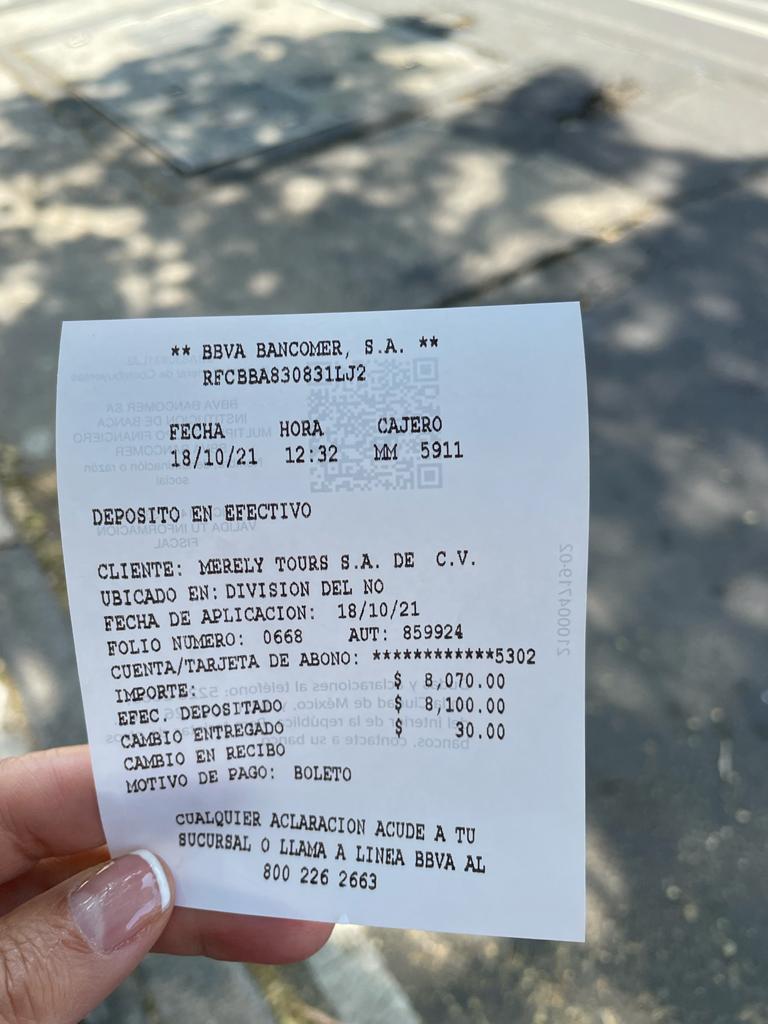 ** BBVA BANCOMER, S.A. **
RFCBBA830831LJ2
FECHA HORA CAJERO
18/10/21 12:32 MM 5911
DEPOSITO EN EFECTIVO
CLIENTE: MERELY TOURS S.A. DE C.V.
UBICADO EN: DIVISION DEL NO
FECHA DE APLICACION: 18/10/21
FOLIO NUMERO: 0668 AUT: 859924
CUENTA/TARJETA DE ABONO: ************5302
IMPORTE: $ 8,070.00
EFEC. DEPOSITADO $ 8,100.00
CAMBIO ENTREGADO $ 30.00
CAMBIO EN RECIBO
MOTIVO DE PAGO: BOLETO
CUALQUIER ACLARACION ACUDE A TU
SUCURSAL O LLAMA A LINEA BBVA AL
800 226 2663
210004719-02